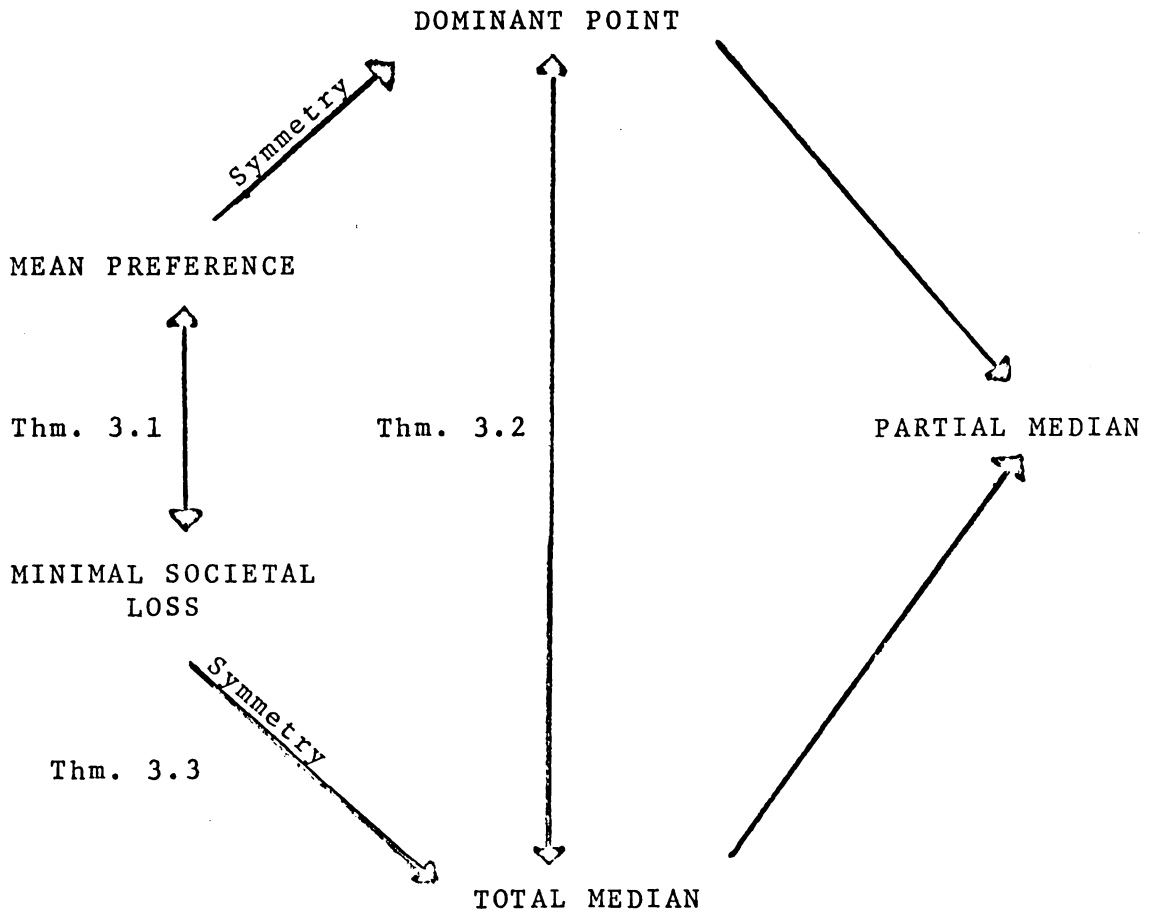 DOMINANT POINT
Symmetry
MEAN PREFERENCE
Thm. 3.1
Thm. 3.2
PARTIAL MEDIAN
MINIMAL SOCIETAL
LOSS
Symmetry
Thm. 3.3
TOTAL MEDIAN